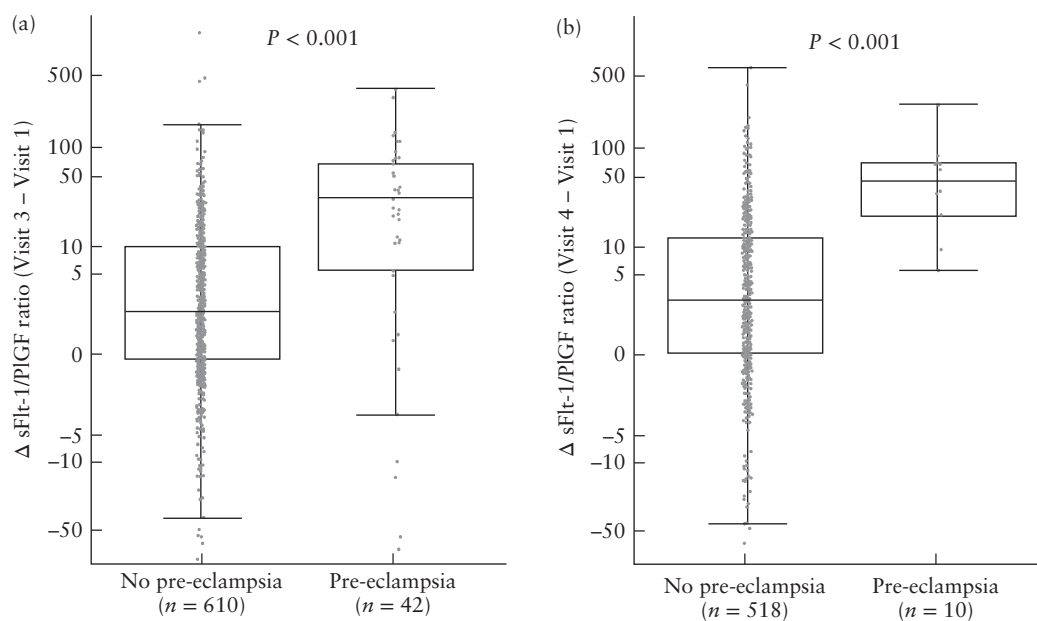 (a)
P < 0.001
Δ sFlt-1/PlGF ratio (Visit 3 – Visit 1)
500
100
50
10
5
0
–5
–10
–50
No pre-eclampsia
(n = 610)
Pre-eclampsia
(n = 42)
(b)
P < 0.001
Δ sFlt-1/PlGF ratio (Visit 4 – Visit 1)
500
100
50
10
5
0
–5
–10
–50
No pre-eclampsia
(n = 518)
Pre-eclampsia
(n = 10)